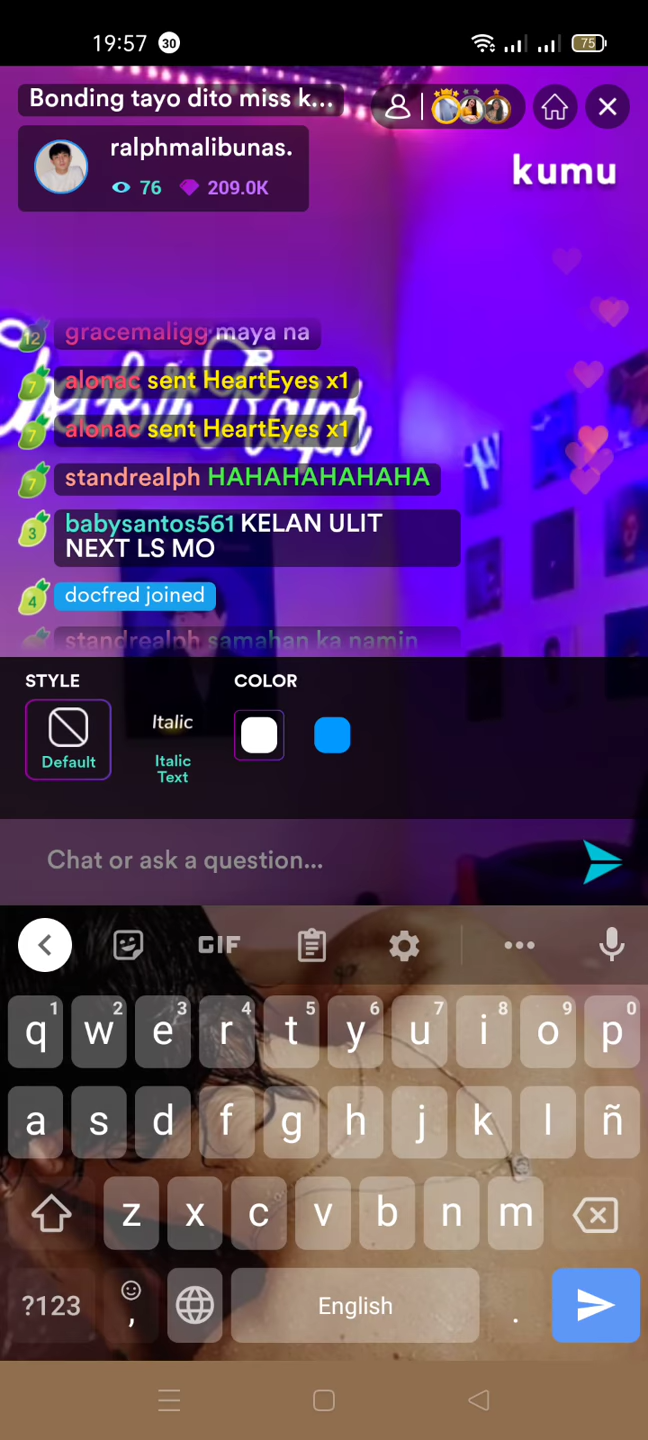 19:57 30
75
Bonding tayo dito miss k...
ralphmalibunas.
76 209.0K
kumu
12 gracemaligg maya na
7 alonac sent HeartEyes x1
7 alonac sent HeartEyes x1
Ralph
7 standrealph HAHAHAHAHAHA
3 babysantos561 KELAN ULIT
NEXT LS MO
4 docfred joined
standrealph samahan ka namin
STYLE COLOR
Italic
Default
Italic
Text
Chat or ask a question...
GIF
1 2 3 4 5 6 7 8 9 0
q w e r t y u i o p
a s d f g h j k l ñ
z x c v b n m
?123 , English .